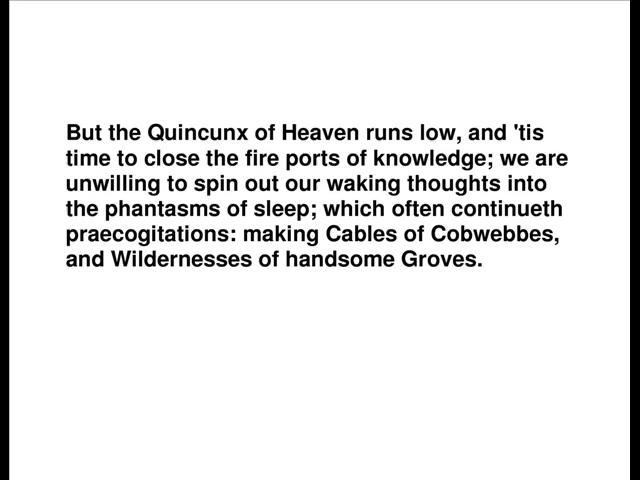 But the Quincunx of Heaven runs low, and 'tis
time to close the fire ports of knowledge; we are
unwilling to spin out our waking thoughts into
the phantasms of sleep; which often continueth
praecogitations: making Cables of Cobwebbes,
and Wildernesses of handsome Groves.